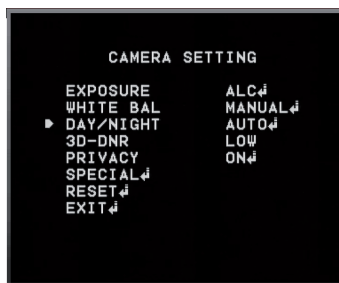 CAMERA SETTING
EXPOSURE ALC↲
WHITE BAL MANUAL↲
DAY/NIGHT AUTO↲
3D-DNR LOW
PRIVACY ON↲
SPECIAL↲
RESET↲
EXIT↲